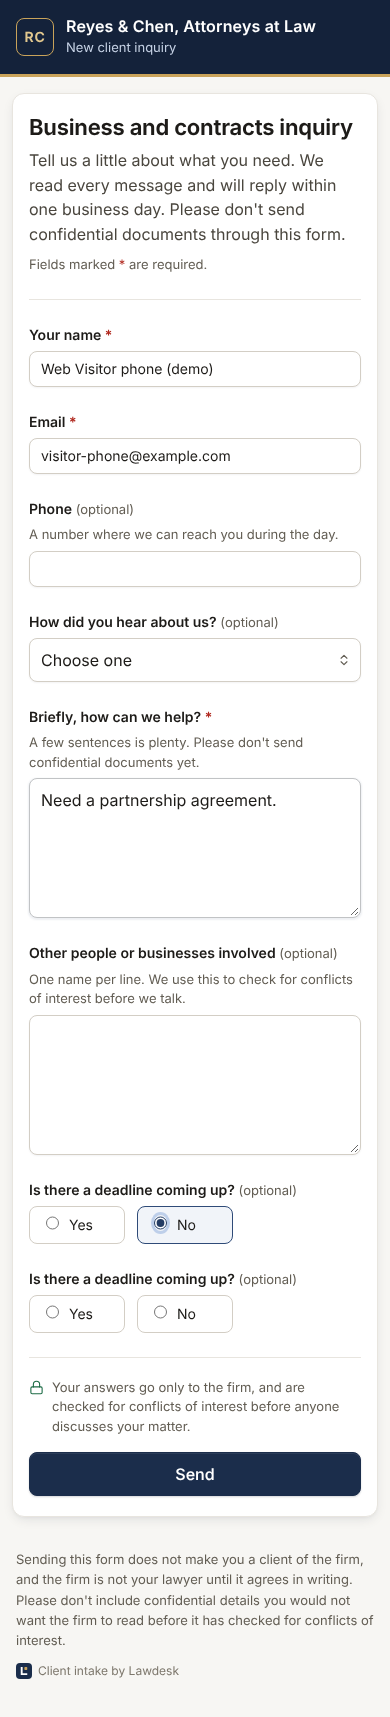 RC
Reyes & Chen, Attorneys at Law
New client inquiry
Business and contracts inquiry
Tell us a little about what you need. We
read every message and will reply within
one business day. Please don't send
confidential documents through this form.
Fields marked * are required.
Your name *
Web Visitor phone (demo)
Email *
visitor-phone@example.com
Phone (optional)
A number where we can reach you during the day.
How did you hear about us? (optional)
Choose one
Briefly, how can we help? *
A few sentences is plenty. Please don't send
confidential documents yet.
Need a partnership agreement.
Other people or businesses involved (optional)
One name per line. We use this to check for conflicts
of interest before we talk.
Is there a deadline coming up? (optional)
Yes No
Is there a deadline coming up? (optional)
Yes No
Your answers go only to the firm, and are
checked for conflicts of interest before anyone
discusses your matter.
Send
Sending this form does not make you a client of the firm,
and the firm is not your lawyer until it agrees in writing.
Please don't include confidential details you would not
want the firm to read before it has checked for conflicts of
interest.
L Client intake by Lawdesk